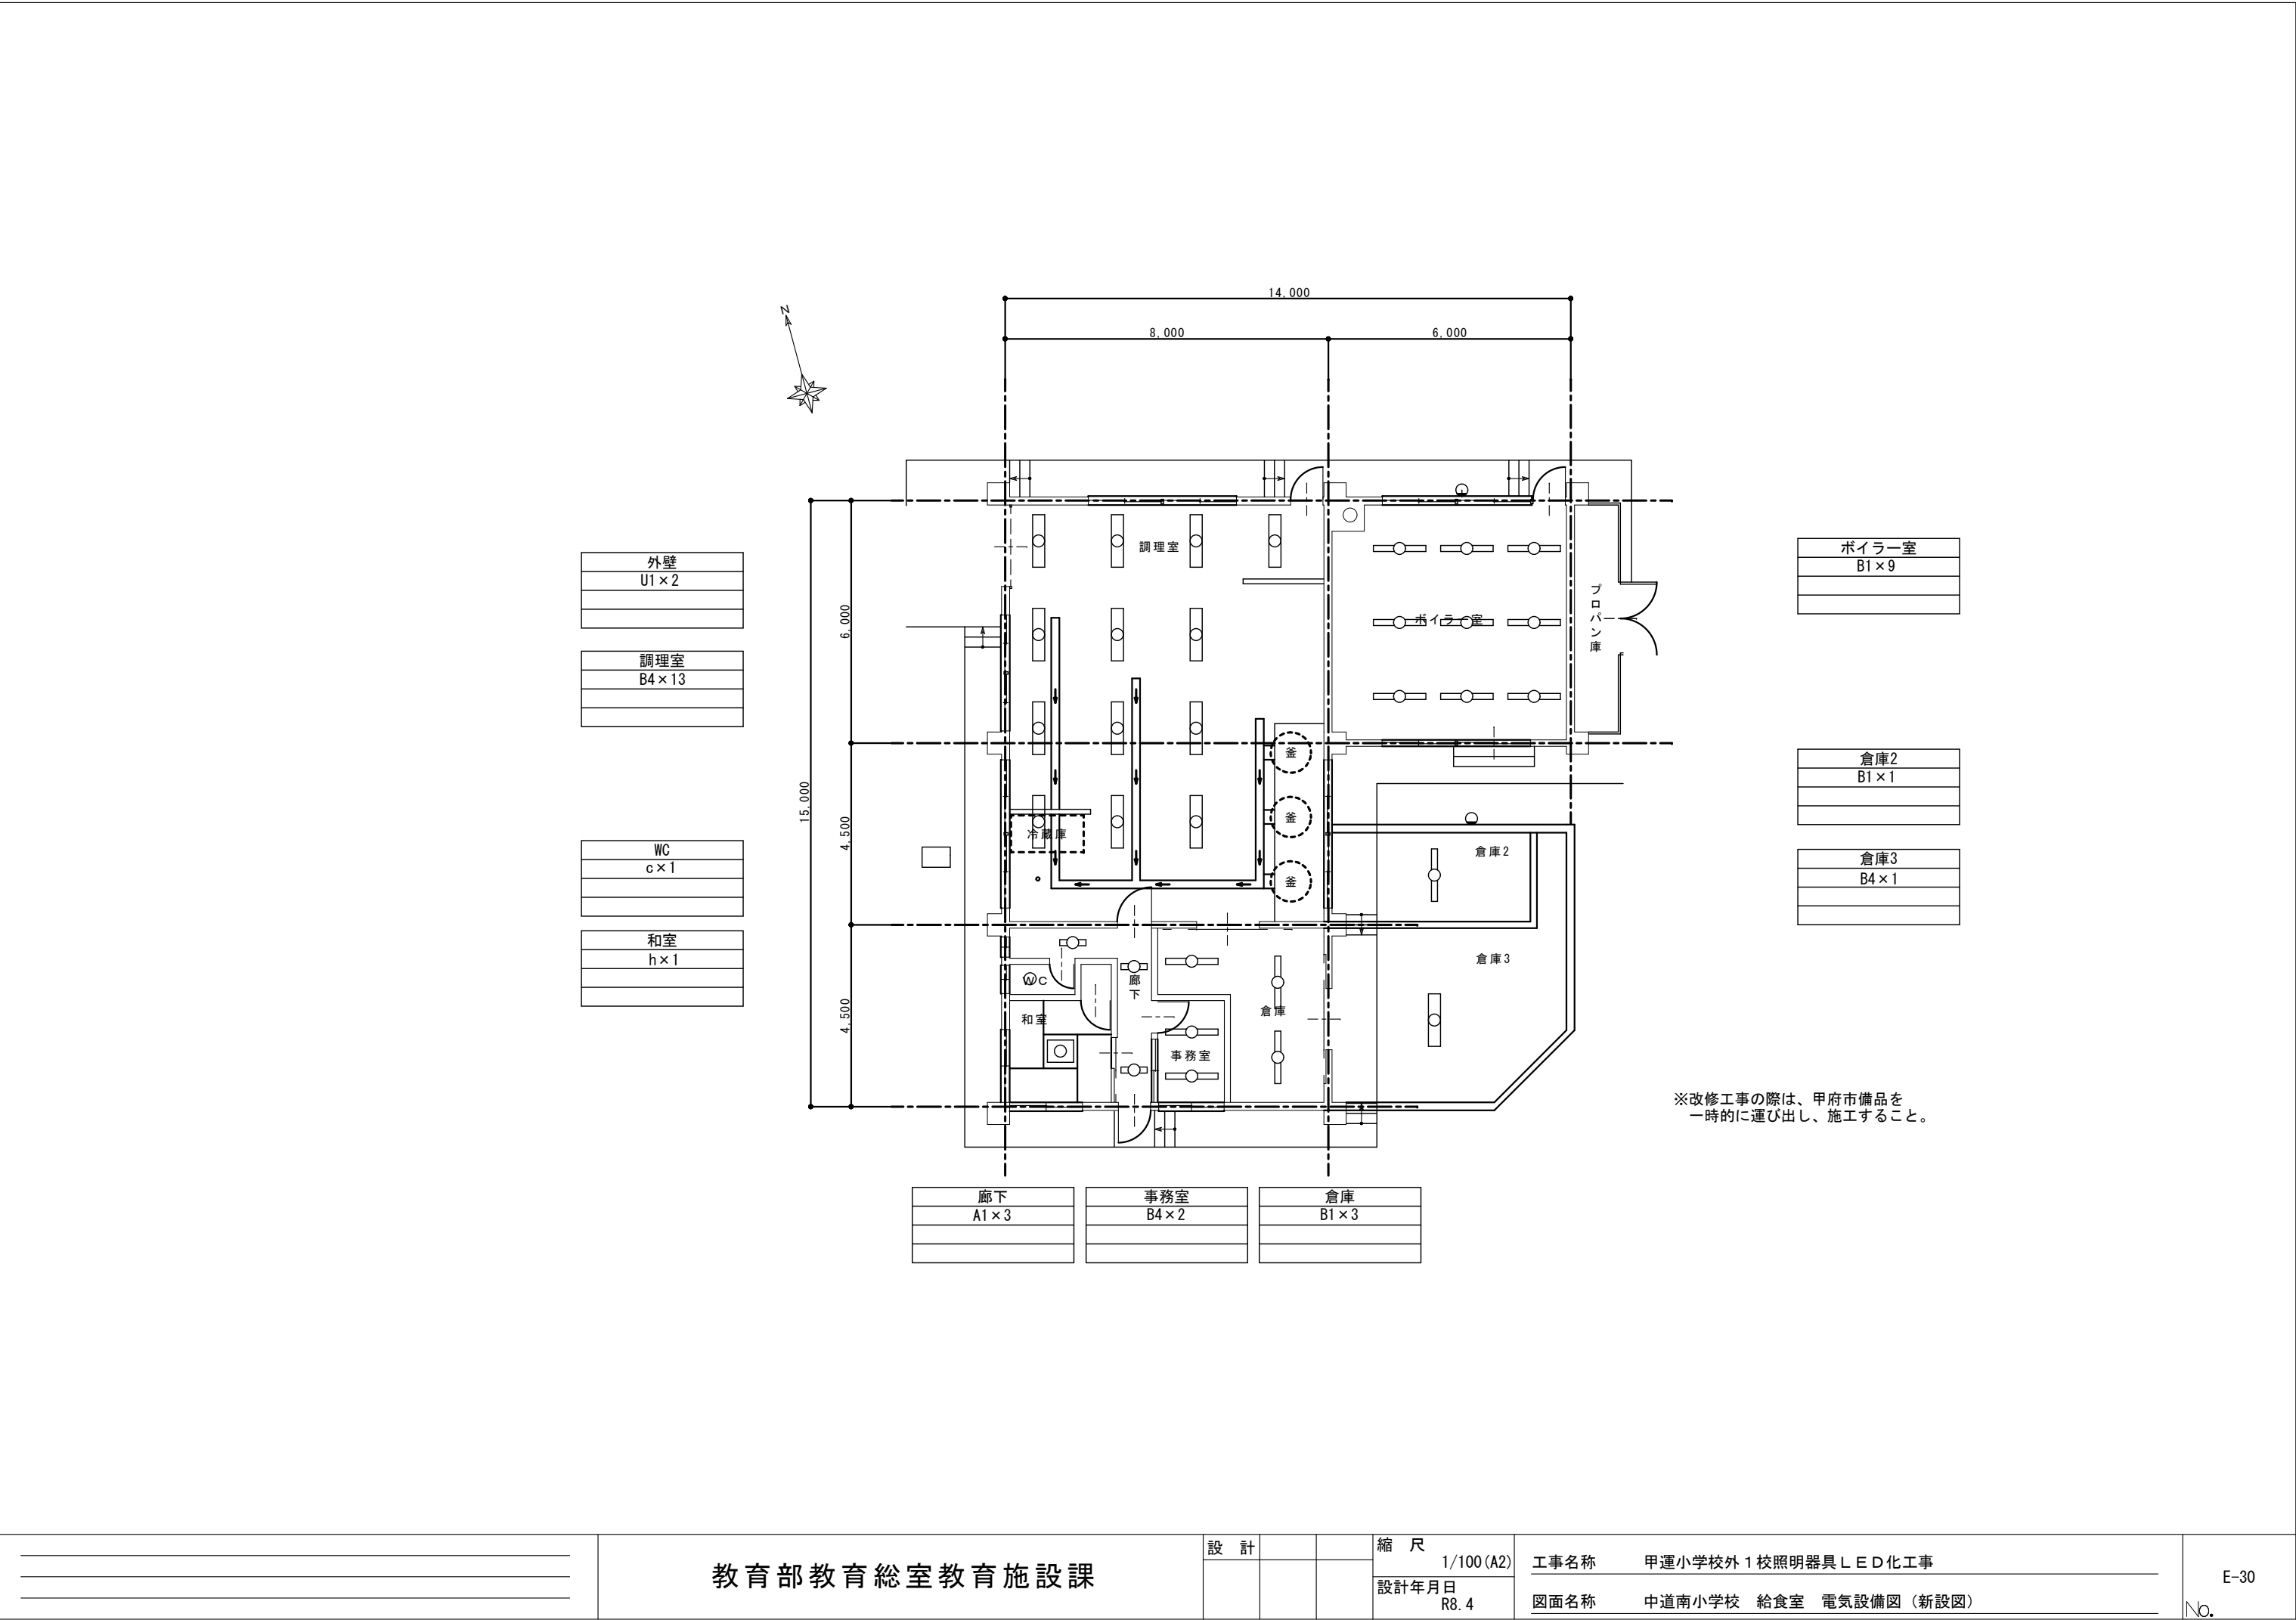 14,000
8,000
6,000
N
外壁
U1×2
調理室
B4×13
WC
c×1
和室
h×1
15,000
6,000
4,500
4,500
調理室
ボイラー室
プロパン庫
釜
釜
釜
冷蔵庫
倉庫2
倉庫3
WC
廊下
和室
倉庫
事務室
ボイラー室
B1×9
倉庫2
B1×1
倉庫3
B4×1
※改修工事の際は、甲府市備品を
一時的に運び出し、施工すること。
廊下
A1×3
事務室
B4×2
倉庫
B1×3
教育部教育総室教育施設課
設 計
縮 尺
1/100(A2)
設計年月日
R8.4
工事名称 甲運小学校外1校照明器具LED化工事
図面名称 中道南小学校 給食室 電気設備図(新設図)
E-30
No.